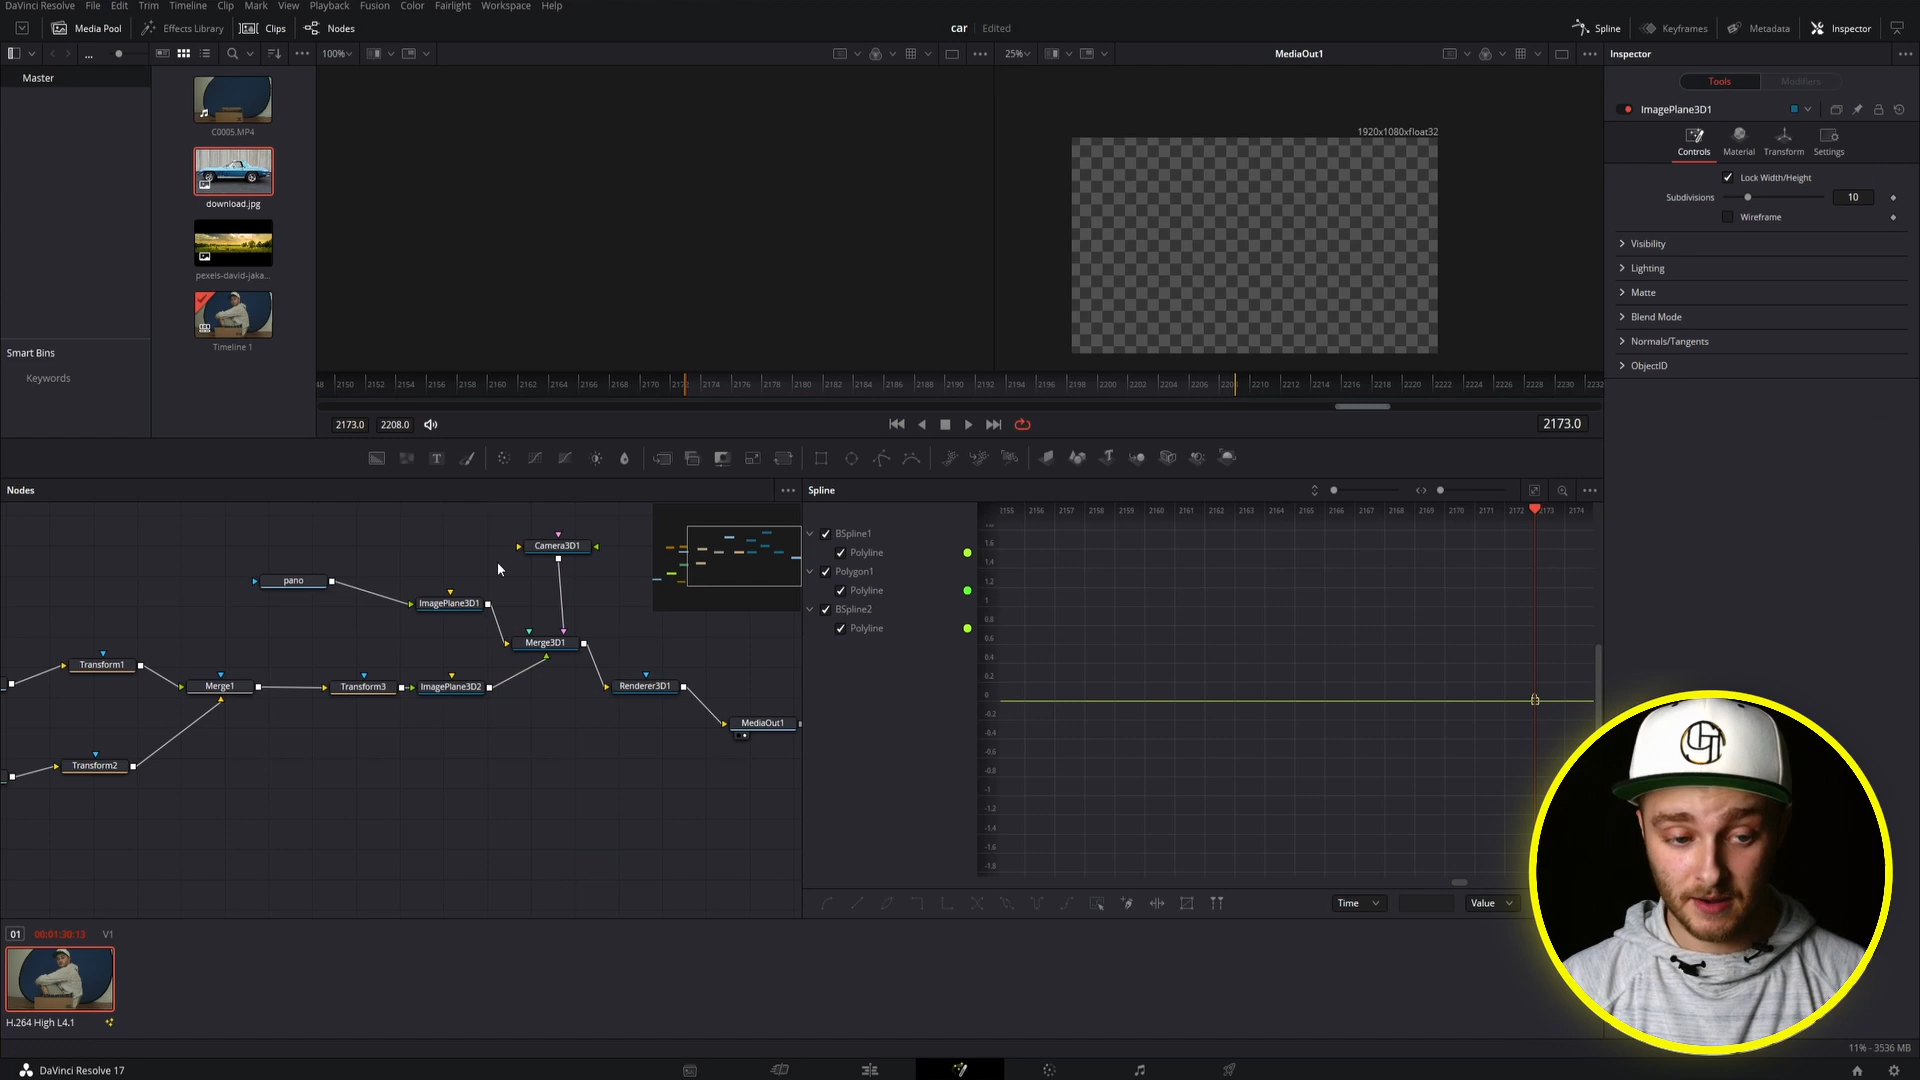 DaVinci Resolve File Edit Trim Timeline Clip Mark View Playback Fusion Color Fairlight Workspace Help
Media Pool Effects Library Clips Nodes car Edited Spline Keyframes Metadata Inspector
... 100% 25% MediaOut1 Inspector
Master
C0005.MP4
download.jpg
pexels-david-jaka...
Timeline 1
Smart Bins
Keywords
1920x1080xfloat32
Tools Modifiers
ImagePlane3D1
Controls Material Transform Settings
Lock Width/Height
Subdivisions 10
Wireframe
Visibility
Lighting
Matte
Blend Mode
Normals/Tangents
ObjectID
48 2150 2152 2154 2156 2158 2160 2162 2164 2166 2168 2170 2174 2176 2178 2180 2182 2184 2186 2188 2190 2192 2194 2196 2198 2200 2202 2204 2206 2210 2212 2214 2216 2218 2220 2222 2224 2226 2228 2230 2232
2173.0 2208.0 2173.0
Nodes
Camera3D1
pano
ImagePlane3D1
Merge3D1
Transform1
Merge1
Transform3
ImagePlane3D2
Renderer3D1
MediaOut1
Transform2
Spline
BSpline1
Polyline
Polygon1
Polyline
BSpline2
Polyline
2156 2157 2158 2159 2160 2161 2162 2163 2164 2165 2166 2167 2168 2169 2170 2171 2172 2173 2174
1.6
1.4
1.2
1
0.8
0.6
0.4
0.2
0
-0.2
-0.4
-0.6
-0.8
-1
-1.2
-1.4
-1.6
-1.8
Time Value
01 00:01:30:13 V1
H.264 High L4.1
11% - 3536 MB
DaVinci Resolve 17